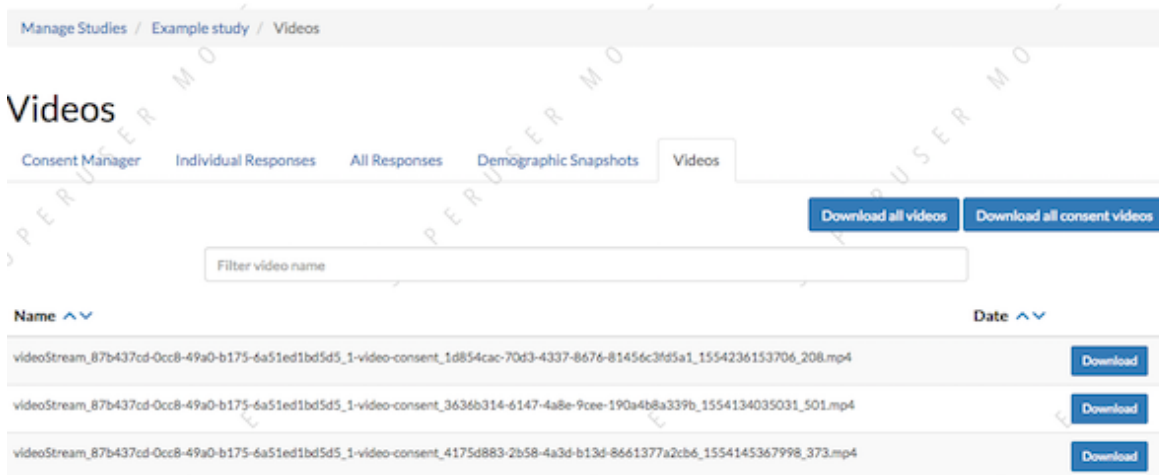 Manage Studies / Example study / Videos
Videos
Consent Manager Individual Responses All Responses Demographic Snapshots Videos
Download all videos Download all consent videos
Filter video name
Name Date
videoStream_87b437cd-0cc8-49a0-b175-6a51ed1bd5d5_1-video-consent_1d854cac-70d3-4337-8676-81456c3fd5a1_1554236153706_208.mp4 Download
videoStream_87b437cd-0cc8-49a0-b175-6a51ed1bd5d5_1-video-consent_3636b314-6147-4a8e-9cee-190a4b8a339b_1554134035031_501.mp4 Download
videoStream_87b437cd-0cc8-49a0-b175-6a51ed1bd5d5_1-video-consent_4175d883-2b58-4a3d-b13d-8661377a2cb6_1554145367998_373.mp4 Download